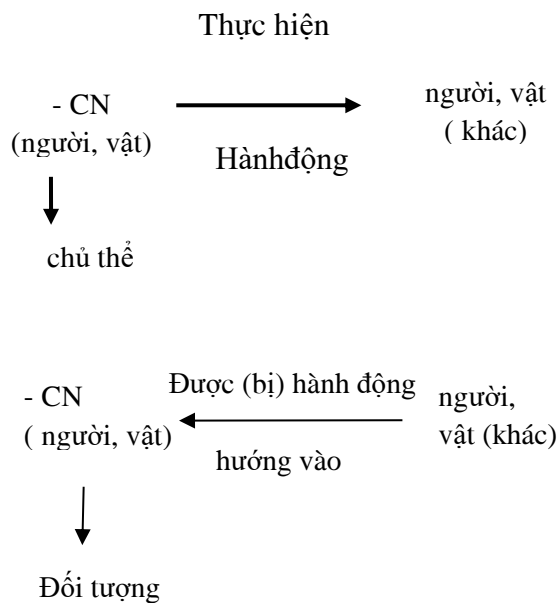 Thực hiện
- CN
(người, vật)
người, vật
( khác)
Hànhđộng
chủ thể
- CN
( người, vật)
Được (bị) hành động
hướng vào
người,
vật (khác)
Đối tượng